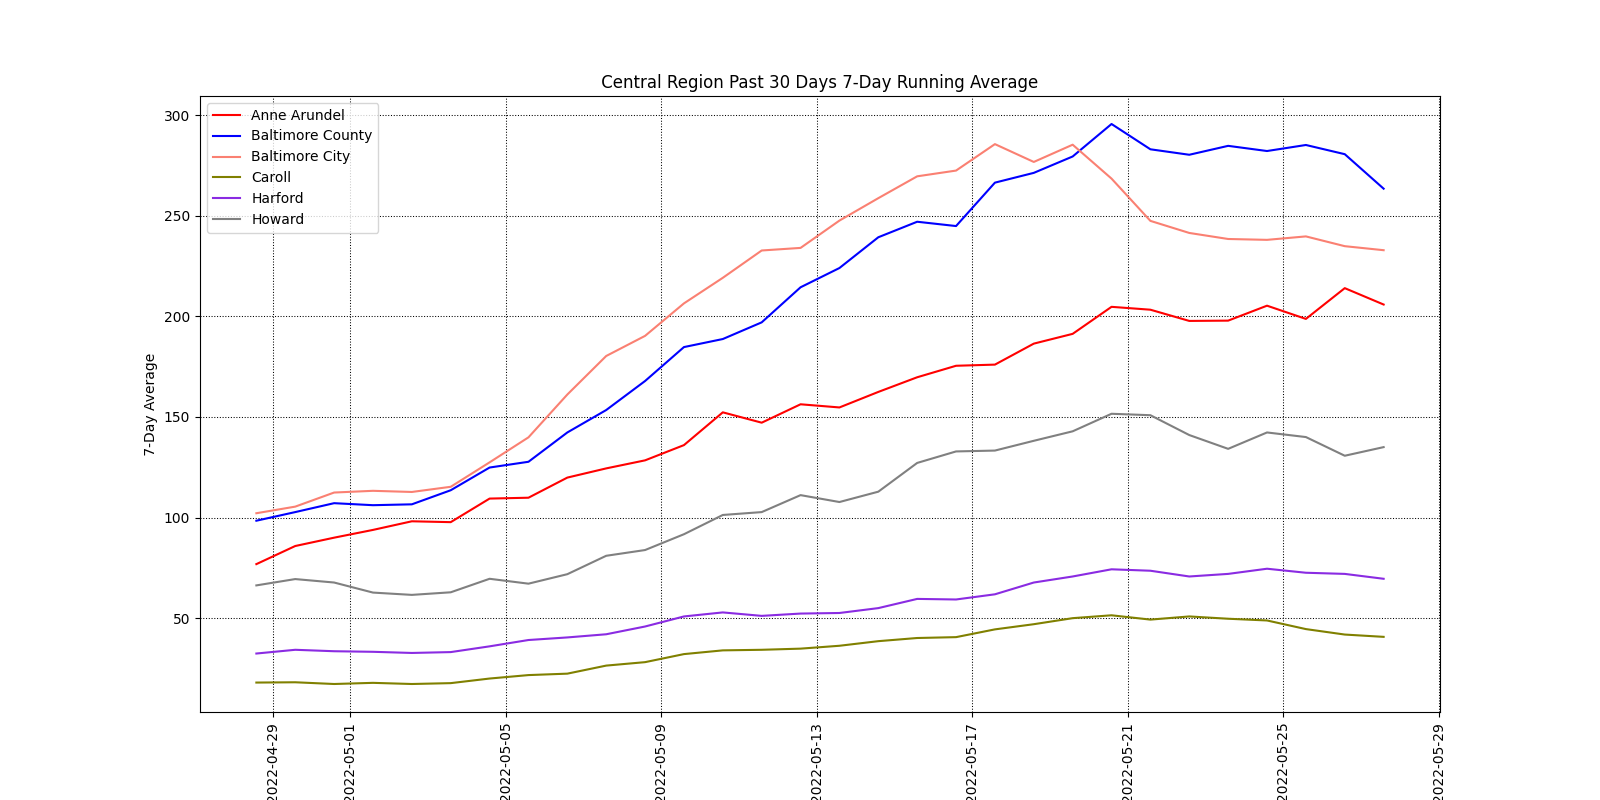 Central Region Past 30 Days 7-Day Running Average
300
250
200
150
100
50
7-Day Average
Anne Arundel
Baltimore County
Baltimore City
Caroll
Harford
Howard
2022-04-29
2022-05-01
2022-05-05
2022-05-09
2022-05-13
2022-05-17
2022-05-21
2022-05-25
2022-05-29